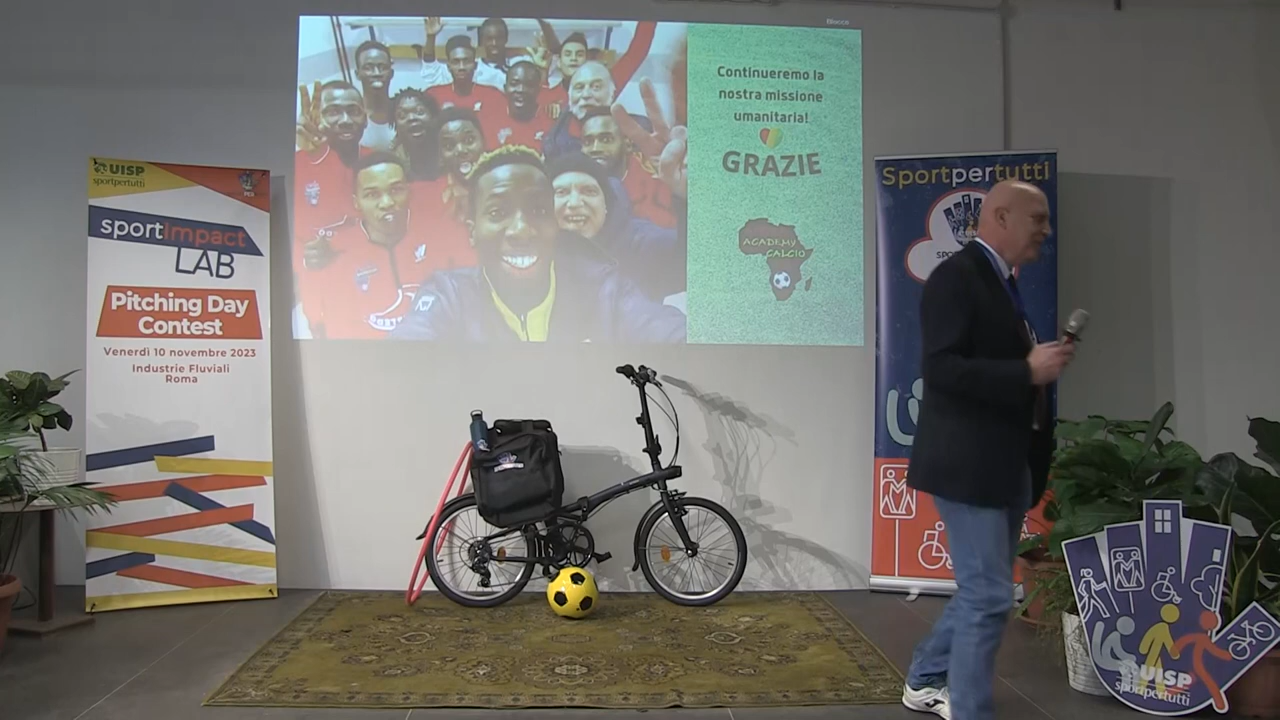 UISP
sportpertutti
sportimpact
LAB
Pitching Day
Contest
Venerdì 10 novembre 2023
Industrie Fluviali
Roma
Continueremo la
nostra missione
umanitaria!
GRAZIE
ACADEMY
CALCIO
Sportpertutti
UISP
sportpertutti